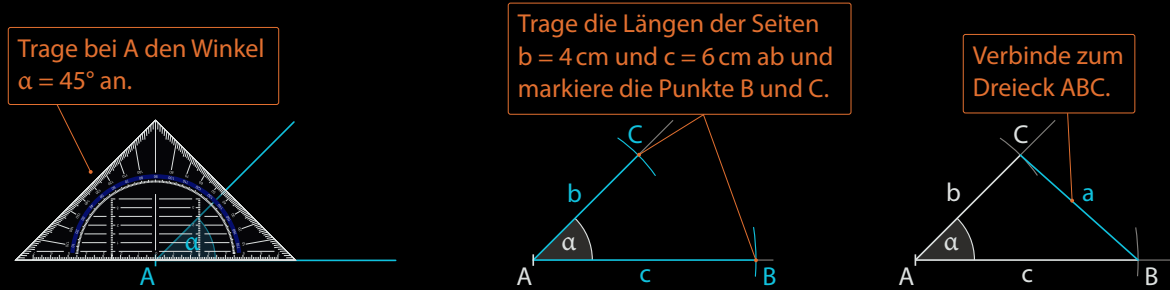 Trage bei A den Winkel
α = 45° an.
α
A
Trage die Längen der Seiten
b = 4 cm und c = 6 cm ab und
markiere die Punkte B und C.
C
b
α
A
c
B
Verbinde zum
Dreieck ABC.
C
b
a
α
A
c
B